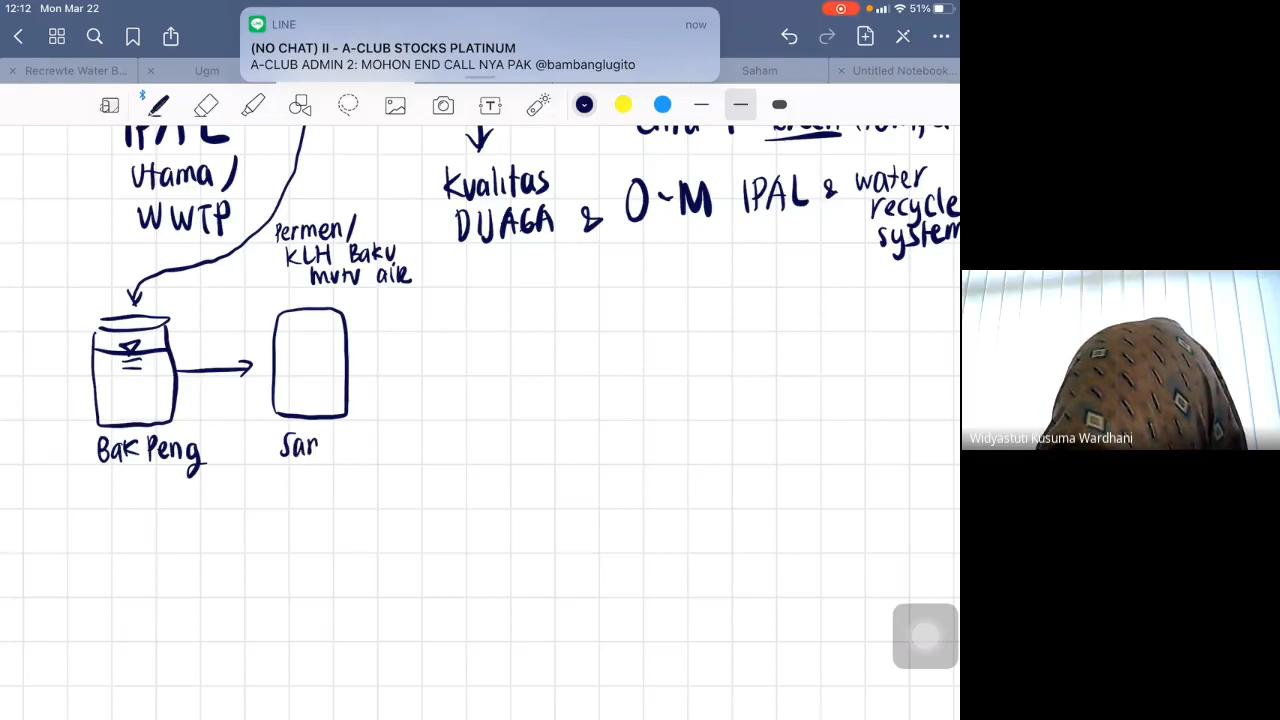 12:12 Mon Mar 22
51%
LINE
now
(NO CHAT) II - A-CLUB STOCKS PLATINUM
A-CLUB ADMIN 2: MOHON END CALL NYA PAK @bambanglugito
Recrewte Water B...
Ugm
Saham
Untitled Notebook...
IPAL
Utama /
WWTP
Permen /
KLH Baku
mutu air
Kualitas
DUAGA & O-M IPAL & water
recycle
system
Bak Peng
Sar
Widyastuti Kusuma Wardhani